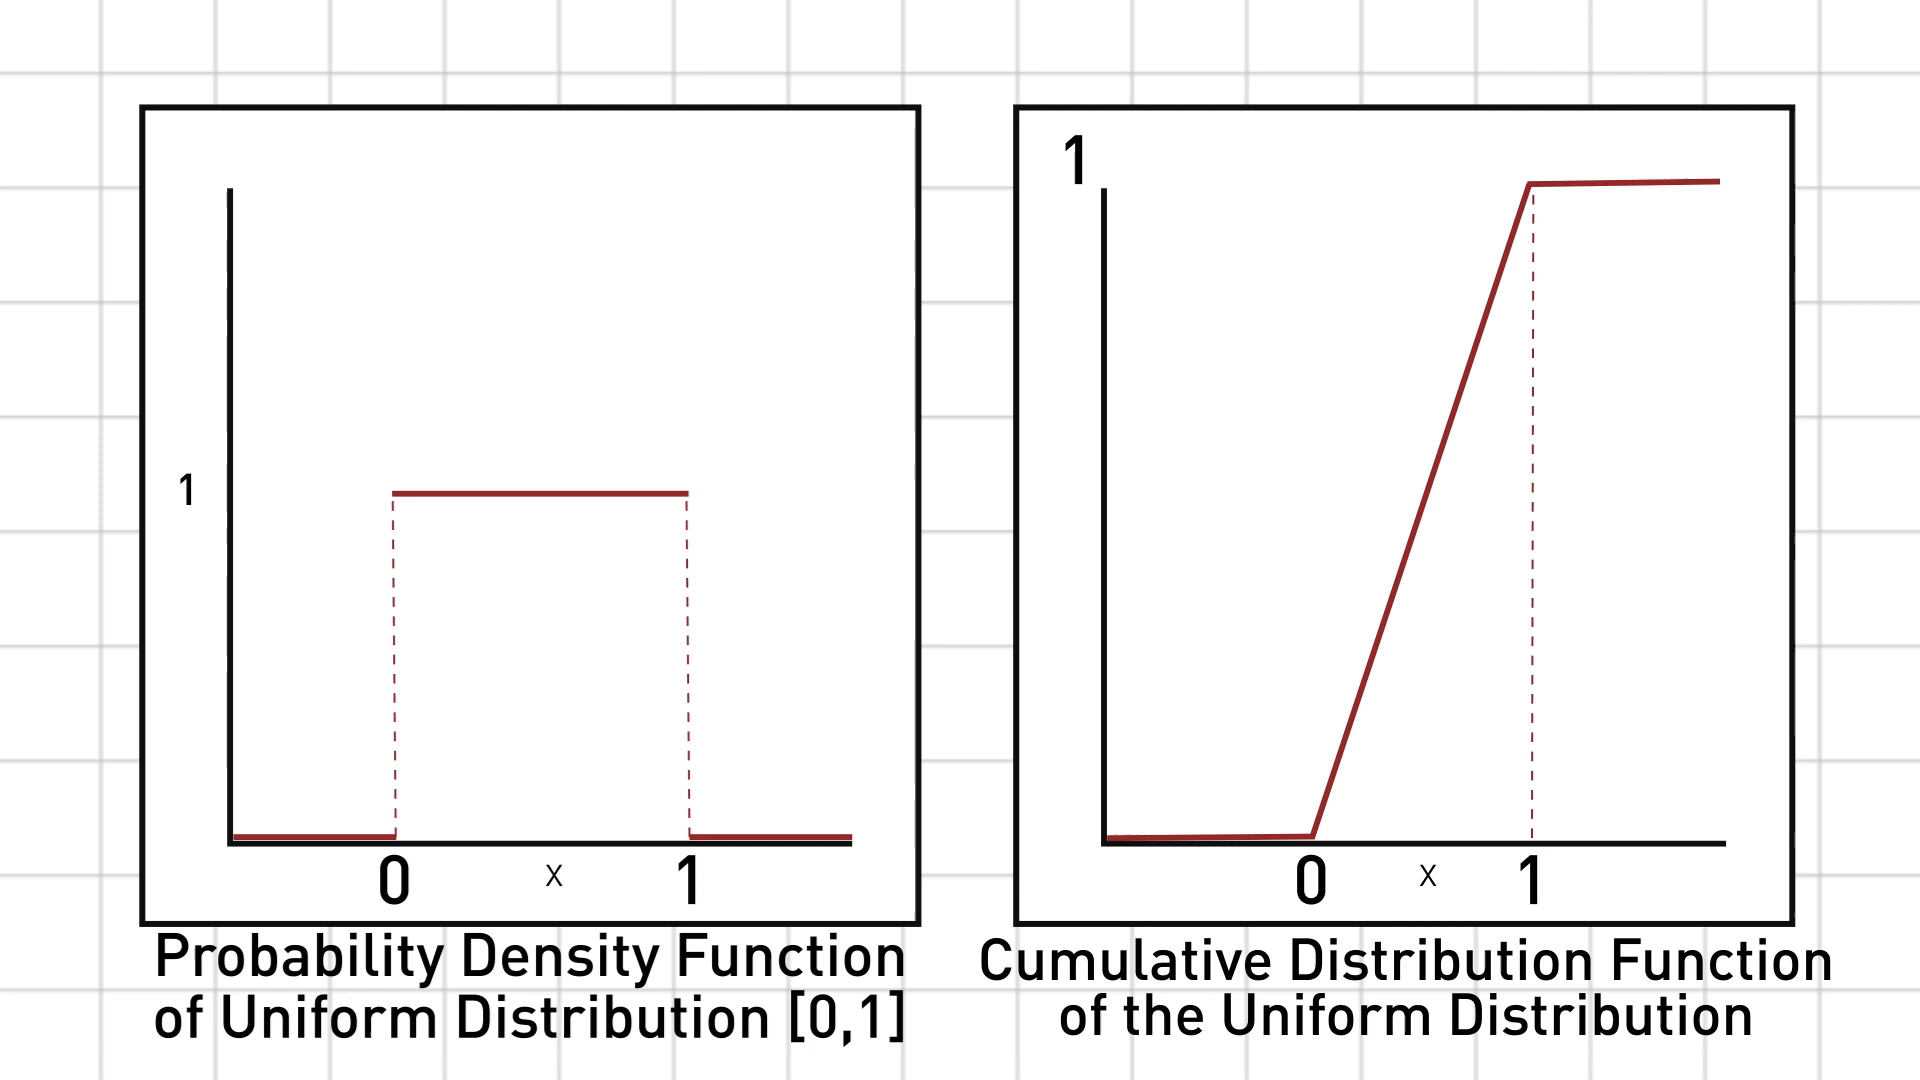 1
0 x 1
Probability Density Function
of Uniform Distribution [0,1]
1
0 x 1
Cumulative Distribution Function
of the Uniform Distribution